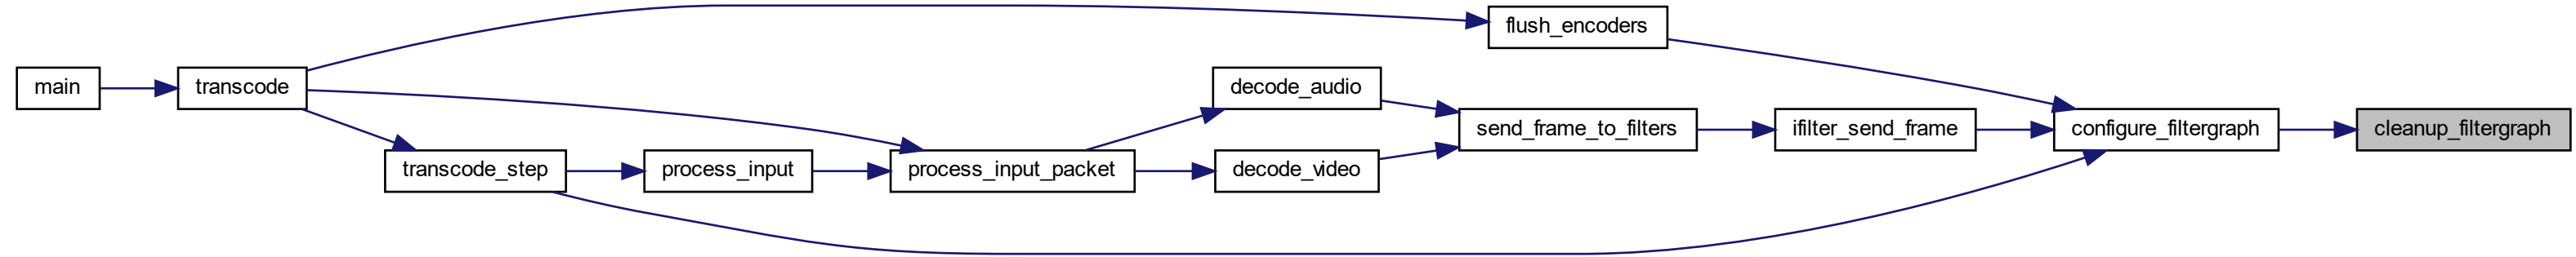 main
transcode
transcode_step
process_input
process_input_packet
decode_audio
decode_video
flush_encoders
send_frame_to_filters
ifilter_send_frame
configure_filtergraph
cleanup_filtergraph